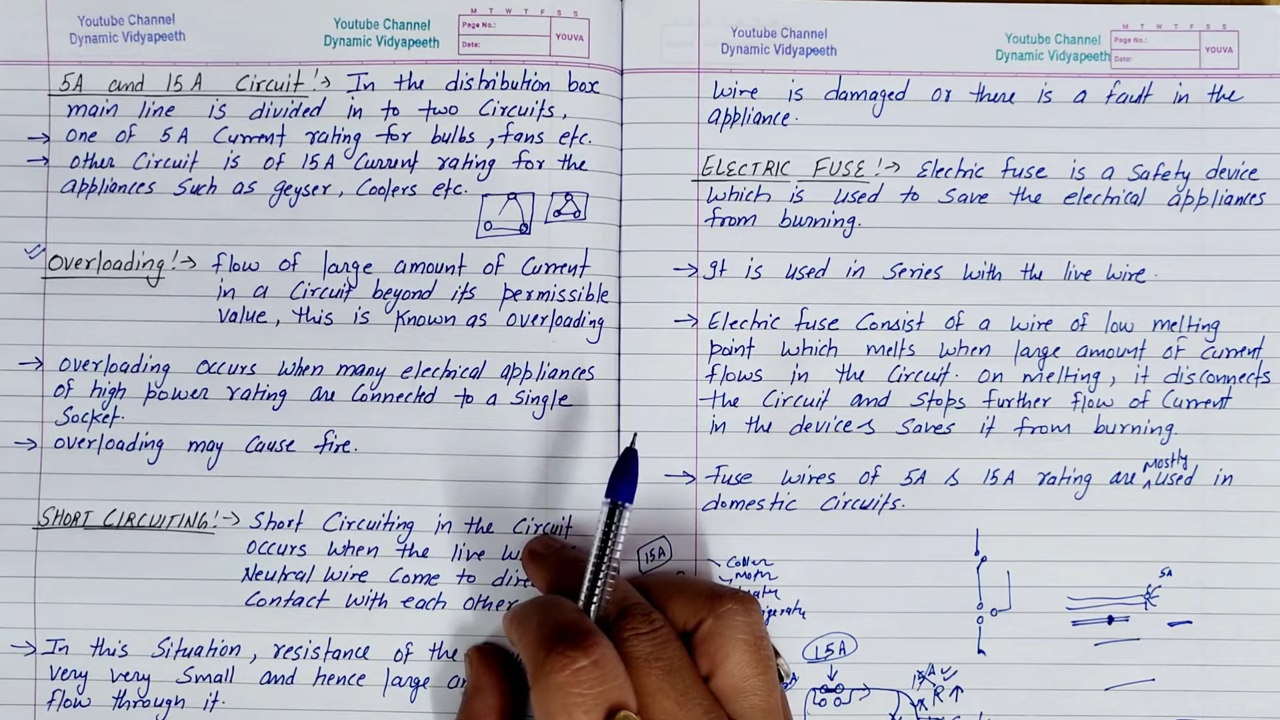 Youtube Channel
Dynamic Vidyapeeth
Youtube Channel
Dynamic Vidyapeeth
M T W T F S S
Page No.:
Date:
YOUVA
5A and 15 A Circuit!→ In the distribution box
main line is divided in to two Circuits,
→ one of 5A Current rating for bulbs, fans etc.
→ other Circuit is of 15A Current rating for the
appliances Such as geyser, Coolers etc.
Overloading!→ flow of large amount of Current
in a Circuit beyond its permissible
value, this is known as overloading
→ overloading occurs when many electrical appliances
of high power rating are Connected to a Single
Socket.
→ overloading may cause fire.
SHORT CIRCUITING!→ Short Circuiting in the Circuit
occurs when the live
Neutral wire Come to
Contact with each other
→ In this Situation, resistance of the
very very Small and hence large
flow through it.
Youtube Channel
Dynamic Vidyapeeth
Youtube Channel
Dynamic Vidyapeeth
M T W T F S S
Page No.:
Date:
YOUVA
wire is damaged or there is a fault in the
appliance.
ELECTRIC FUSE!→ Electric fuse is a Safety device
which is used to save the electrical appliances
from burning.
→ It is used in Series with the live wire.
→ Electric fuse Consist of a wire of low melting
point which melts when large amount of Current
flows in the Circuit. On melting, it disconnects
the Circuit and Stops further flow of Current
in the device & Saves it from burning.
→ Fuse wires of 5A & 15A rating are Mostly used in
domestic Circuits.
15A
5A
15A
15A
R↑